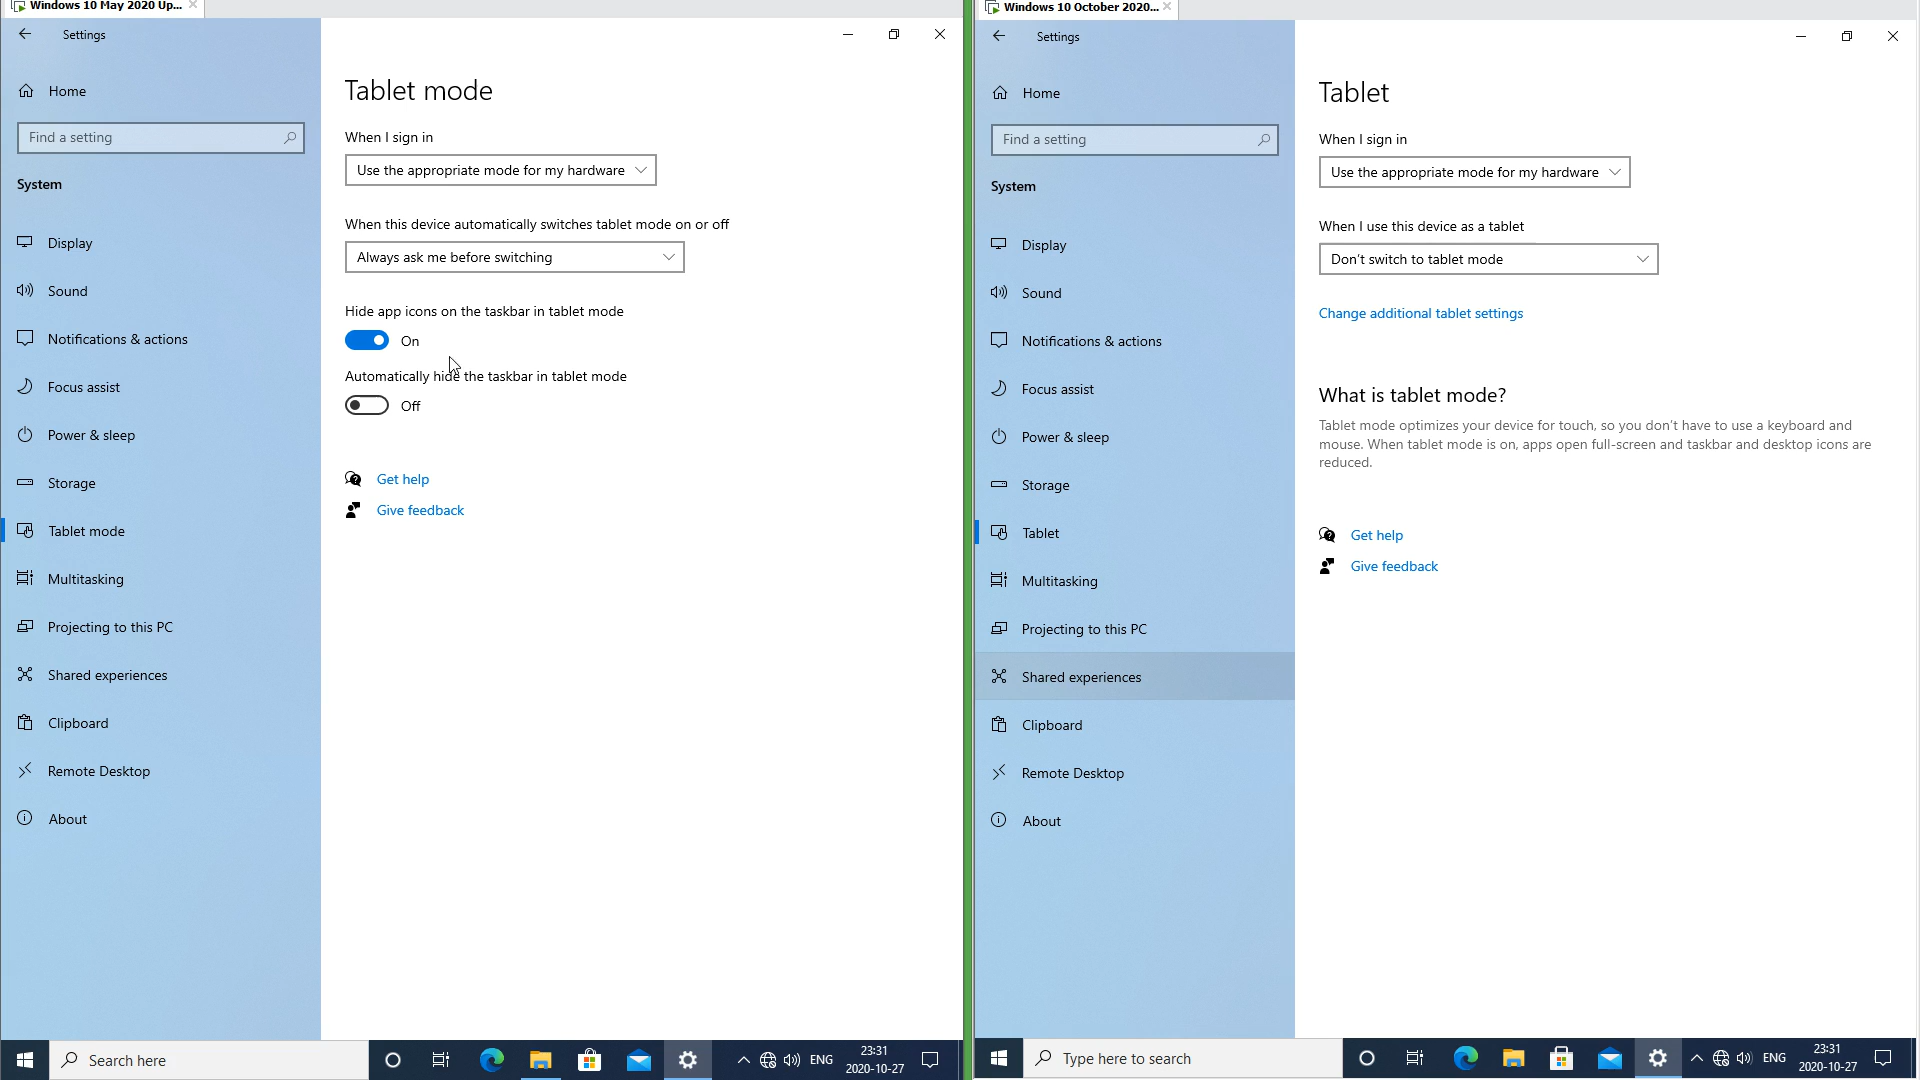 Windows 10 May 2020 Up...
Settings
Home
Find a setting
System
Display
Sound
Notifications & actions
Focus assist
Power & sleep
Storage
Tablet mode
Multitasking
Projecting to this PC
Shared experiences
Clipboard
Remote Desktop
About
Tablet mode
When I sign in
Use the appropriate mode for my hardware
When this device automatically switches tablet mode on or off
Always ask me before switching
Hide app icons on the taskbar in tablet mode
On
Automatically hide the taskbar in tablet mode
Off
Get help
Give feedback
Search here
ENG
23:31
2020-10-27
Windows 10 October 2020...
Settings
Home
Find a setting
System
Display
Sound
Notifications & actions
Focus assist
Power & sleep
Storage
Tablet
Multitasking
Projecting to this PC
Shared experiences
Clipboard
Remote Desktop
About
Tablet
When I sign in
Use the appropriate mode for my hardware
When I use this device as a tablet
Don't switch to tablet mode
Change additional tablet settings
What is tablet mode?
Tablet mode optimizes your device for touch, so you don't have to use a keyboard and
mouse. When tablet mode is on, apps open full-screen and taskbar and desktop icons are
reduced.
Get help
Give feedback
Type here to search
ENG
23:31
2020-10-27